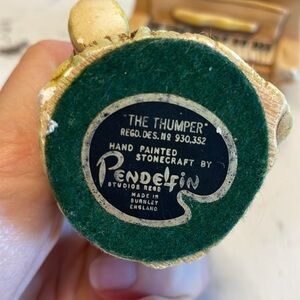 "THE THUMPER"
REGD. DES. Nº 930,352
HAND PAINTED
STONECRAFT BY
PENDELFIN
STUDIOS REGD
MADE IN
BURNLEY
ENGLAND